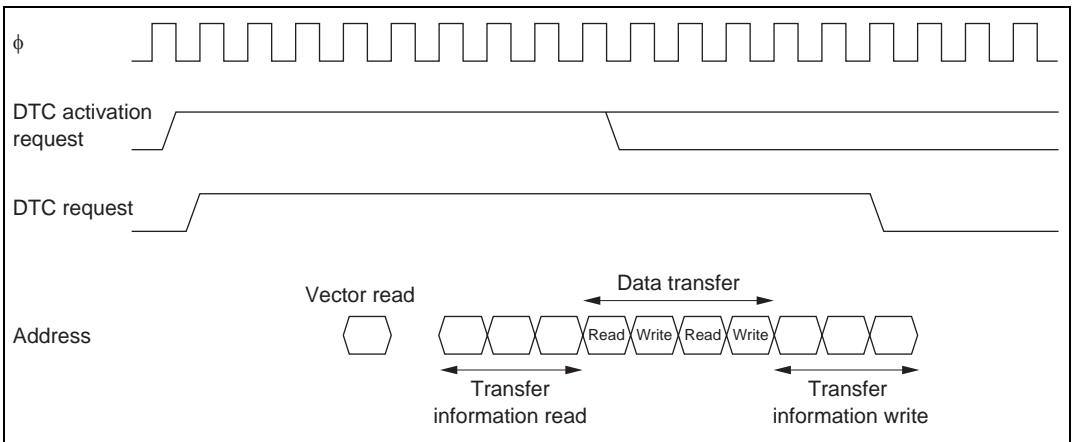 ϕ
DTC activation
request
DTC request
Vector read
Data transfer
Address
Read Write Read Write
Transfer
information read
Transfer
information write